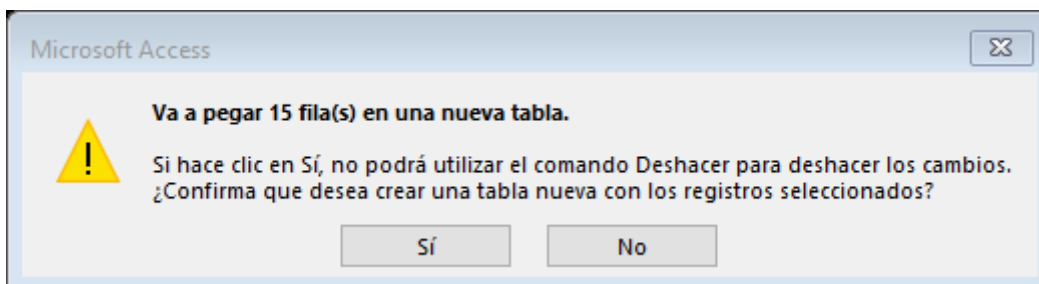 Microsoft Access
Va a pegar 15 fila(s) en una nueva tabla.
Si hace clic en Sí, no podrá utilizar el comando Deshacer para deshacer los cambios.
¿Confirma que desea crear una tabla nueva con los registros seleccionados?
Sí
No